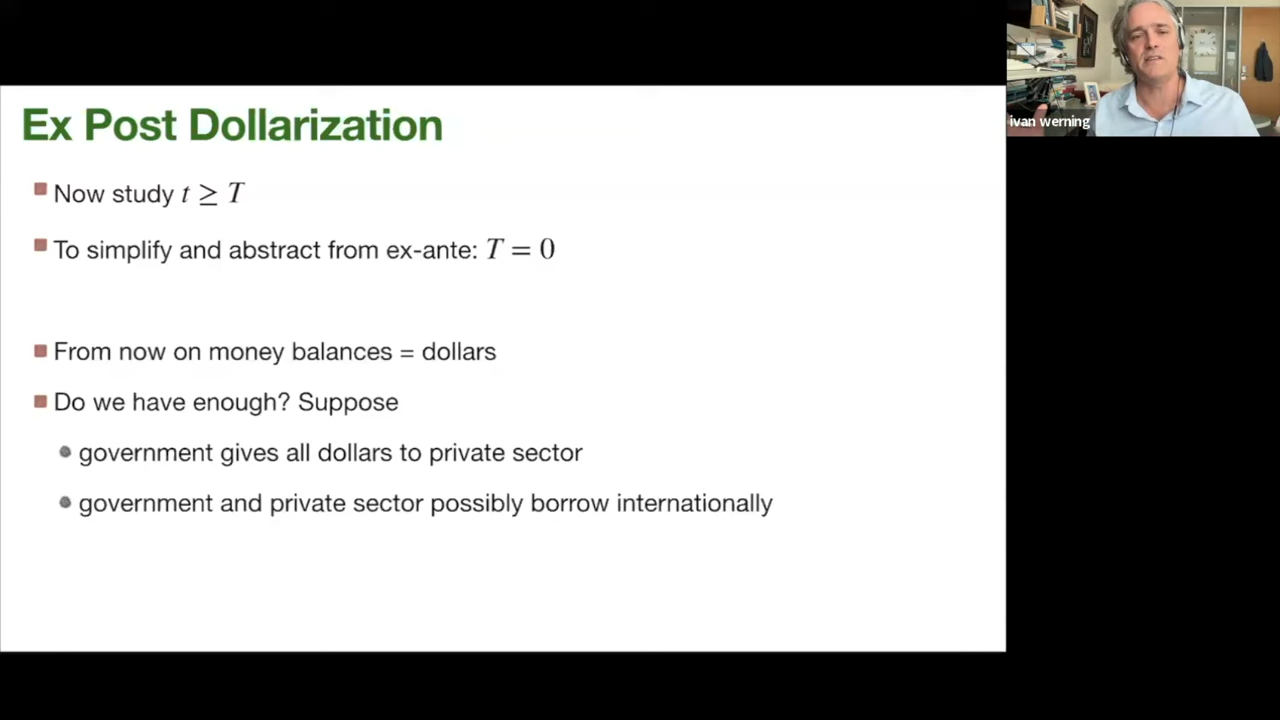 Ex Post Dollarization
Now study t ≥ T
To simplify and abstract from ex-ante: T = 0
From now on money balances = dollars
Do we have enough? Suppose
government gives all dollars to private sector
government and private sector possibly borrow internationally
ivan werning